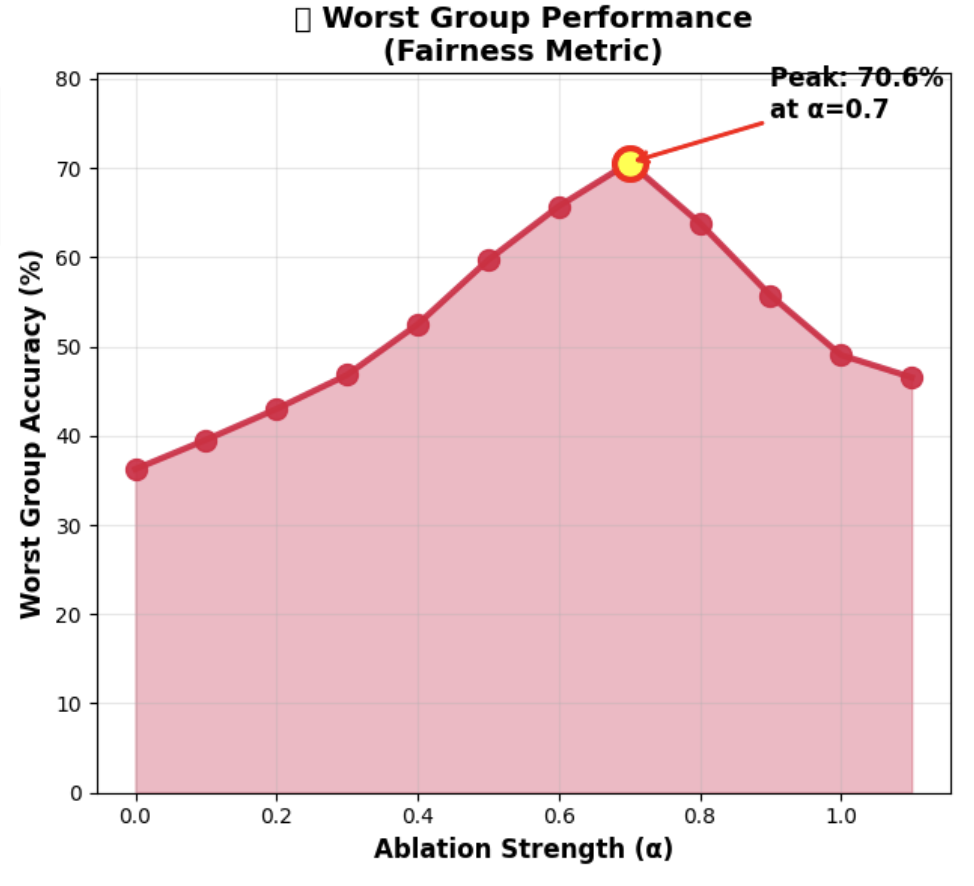 ▯ Worst Group Performance
(Fairness Metric)
Peak: 70.6%
at α=0.7
80
70
60
50
40
30
20
10
0
Worst Group Accuracy (%)
0.0 0.2 0.4 0.6 0.8 1.0
Ablation Strength (α)